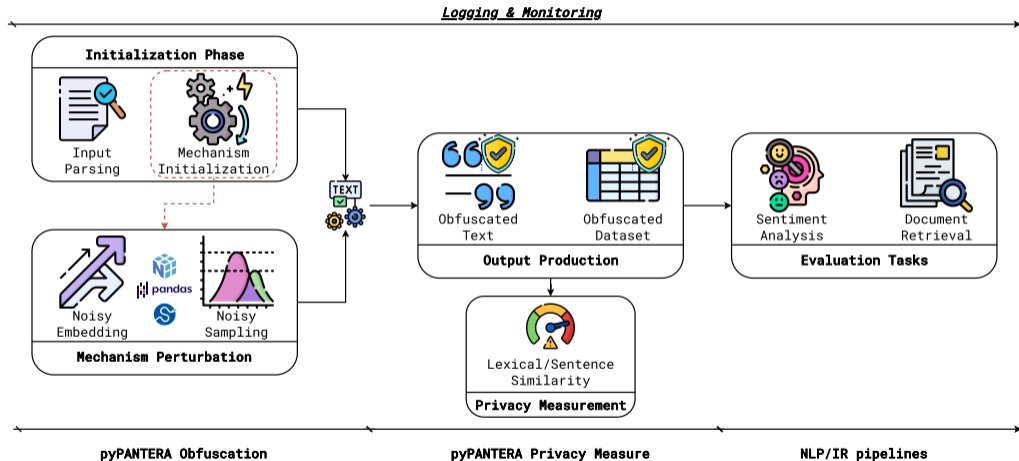 Logging & Monitoring
Initialization Phase
Input
Parsing
Mechanism
Initialization
TEXT
Noisy
Embedding
pandas
Noisy
Sampling
Mechanism Perturbation
Obfuscated
Text
Obfuscated
Dataset
Output Production
Lexical/Sentence
Similarity
Privacy Measurement
Sentiment
Analysis
Document
Retrieval
Evaluation Tasks
pyPANTERA Obfuscation
pyPANTERA Privacy Measure
NLP/IR pipelines